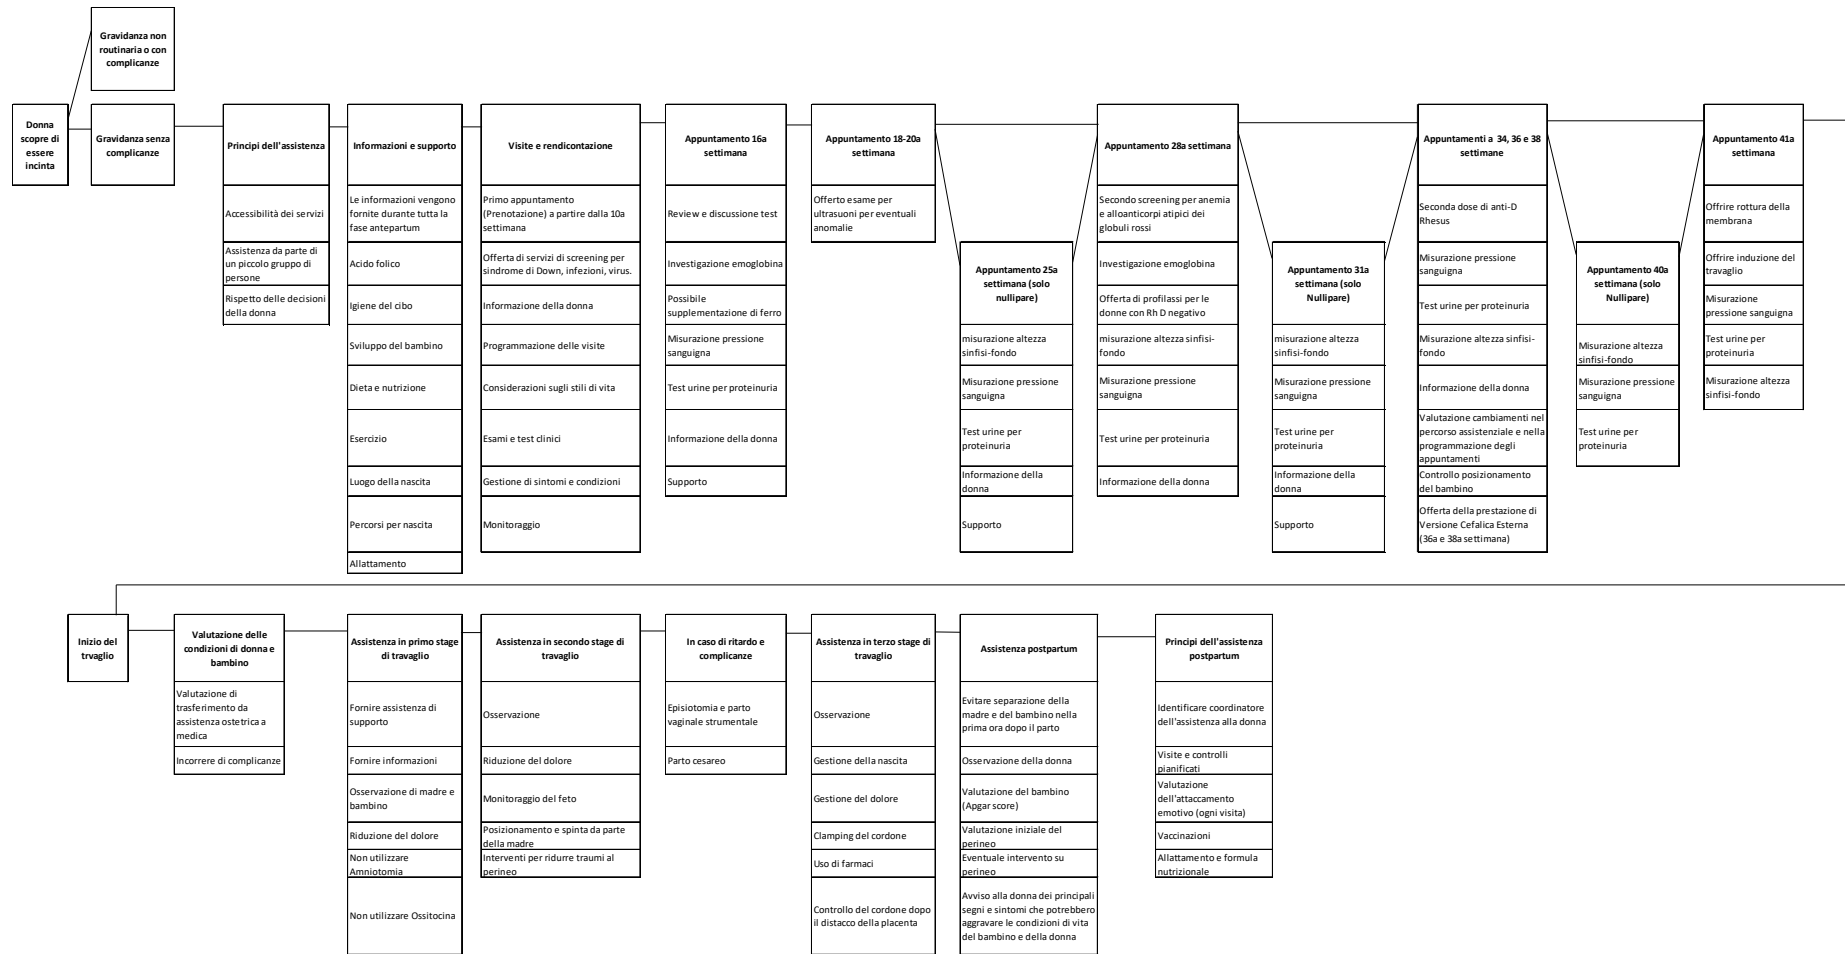 Gravidanza non
routinaria o con
complicanze
Donna
scopre di
essere
incinta
Gravidanza senza
complicanze
Principi dell'assistenza
Accessibilità dei servizi
Assistenza da parte di
un piccolo gruppo di
persone
Rispetto delle decisioni
della donna
Informazioni e supporto
Le informazioni vengono
fornite durante tutta la
fase antepartum
Acido folico
Igiene del cibo
Sviluppo del bambino
Dieta e nutrizione
Esercizio
Luogo della nascita
Percorsi per nascita
Allattamento
Visite e rendicontazione
Primo appuntamento
(Prenotazione) a partire dalla 10a
settimana
Offerta di servizi di screening per
sindrome di Down, infezioni, virus.
Informazione della donna
Programmazione delle visite
Considerazioni sugli stili di vita
Esami e test clinici
Gestione di sintomi e condizioni
Monitoraggio
Appuntamento 16a
settimana
Review e discussione test
Investigazione emoglobina
Possibile
supplementazione di ferro
Misurazione pressione
sanguigna
Test urine per proteinuria
Informazione della donna
Supporto
Appuntamento 18-20a
settimana
Offerto esame per
ultrasuoni per eventuali
anomalie
Appuntamento 25a
settimana (solo
nullipare)
misurazione altezza
sinfisi-fondo
Misurazione pressione
sanguigna
Test urine per
proteinuria
Informazione della
donna
Supporto
Appuntamento 28a settimana
Secondo screening per anemia
e alloanticorpi atipici dei
globuli rossi
Investigazione emoglobina
Offerta di profilassi per le
donne con Rh D negativo
misurazione altezza sinfisi-
fondo
Misurazione pressione
sanguigna
Test urine per proteinuria
Informazione della donna
Appuntamento 31a
settimana (solo
Nullipare)
misurazione altezza
sinfisi-fondo
Misurazione pressione
sanguigna
Test urine per
proteinuria
Informazione della
donna
Supporto
Appuntamenti a  34, 36 e 38
settimane
Seconda dose di anti-D
Rhesus
Misurazione pressione
sanguigna
Test urine per proteinuria
Misurazione altezza sinfisi-
fondo
Informazione della donna
Valutazione cambiamenti nel
percorso assistenziale e nella
programmazione degli
appuntamenti
Controllo posizionamento
del bambino
Offerta della prestazione di
Versione Cefalica Esterna
(36a e 38a settimana)
Appuntamento 40a
settimana (solo
Nullipare)
Misurazione altezza
sinfisi-fondo
Misurazione pressione
sanguigna
Test urine per
proteinuria
Appuntamento 41a
settimana
Offrire rottura della
membrana
Offrire induzione del
travaglio
Misurazione
pressione sanguigna
Test urine per
proteinuria
Misurazione altezza
sinfisi-fondo
Inizio del
trvaglio
Valutazione delle
condizioni di donna e
bambino
Valutazione di
trasferimento da
assistenza ostetrica a
medica
Incorrere di complicanze
Assistenza in primo stage
di travaglio
Fornire assistenza di
supporto
Fornire informazioni
Osservazione di madre e
bambino
Riduzione del dolore
Non utilizzare
Amniotomia
Non utilizzare Ossitocina
Assistenza in secondo stage di
travaglio
Osservazione
Riduzione del dolore
Monitoraggio del feto
Posizionamento e spinta da parte
della madre
Interventi per ridurre traumi al
perineo
In caso di ritardo e
complicanze
Episiotomia e parto
vaginale strumentale
Parto cesareo
Assistenza in terzo stage di
travaglio
Osservazione
Gestione della nascita
Gestione del dolore
Clamping del cordone
Uso di farmaci
Controllo del cordone dopo
il distacco della placenta
Assistenza postpartum
Evitare separazione della
madre e del bambino nella
prima ora dopo il parto
Osservazione della donna
Valutazione del bambino
(Apgar score)
Valutazione iniziale del
perineo
Eventuale intervento su
perineo
Avviso alla donna dei principali
segni e sintomi che potrebbero
aggravare le condizioni di vita
del bambino e della donna
Principi dell'assistenza
postpartum
Identificare coordinatore
dell'assistenza alla donna
Visite e controlli
pianificati
Valutazione
dell'attaccamento
emotivo (ogni visita)
Vaccinazioni
Allattamento e formula
nutrizionale